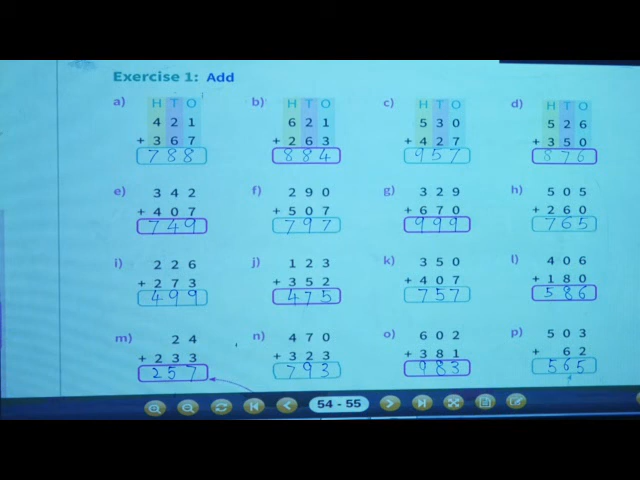 Exercise 1: Add
a) H T O b) H T O c) H T O d) H T O
4 2 1 6 2 1 5 3 0 5 2 6
+ 3 6 7 + 2 6 3 + 4 2 7 + 3 5 0
7 8 8 8 8 4 9 5 7 8 7 6
e) 3 4 2 f) 2 9 0 g) 3 2 9 h) 5 0 5
+ 4 0 7 + 5 0 7 + 6 7 0 + 2 6 0
7 4 9 7 9 7 9 9 9 7 6 5
i) 2 2 6 j) 1 2 3 k) 3 5 0 l) 4 0 6
+ 2 7 3 + 3 5 2 + 4 0 7 + 1 8 0
4 9 9 4 7 5 7 5 7 5 8 6
m) 2 4 n) 4 7 0 o) 6 0 2 p) 5 0 3
+ 2 3 3 + 3 2 3 + 3 8 1 + 6 2
2 5 7 7 9 3 9 8 3 5 6 5
54 - 55